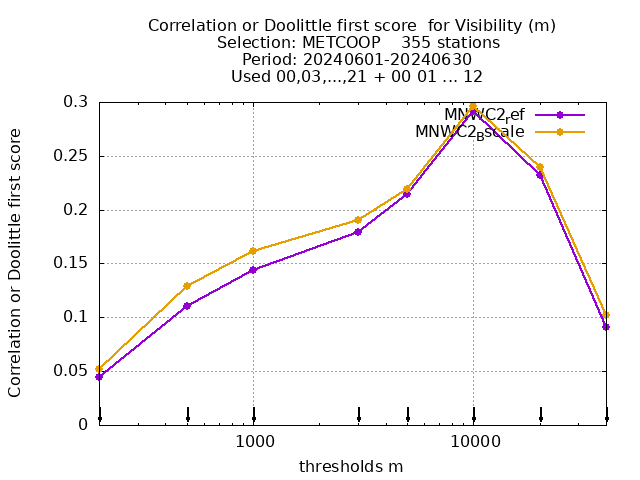 Correlation or Doolittle first score  for Visibility (m)
Selection: METCOOP    355 stations
Period: 20240601-20240630
Used 00,03,...,21 + 00 01 ... 12
Correlation or Doolittle first score
0.3
0.25
0.2
0.15
0.1
0.05
0
MNWC2ref
MNWC2Bscale
1000
10000
thresholds m